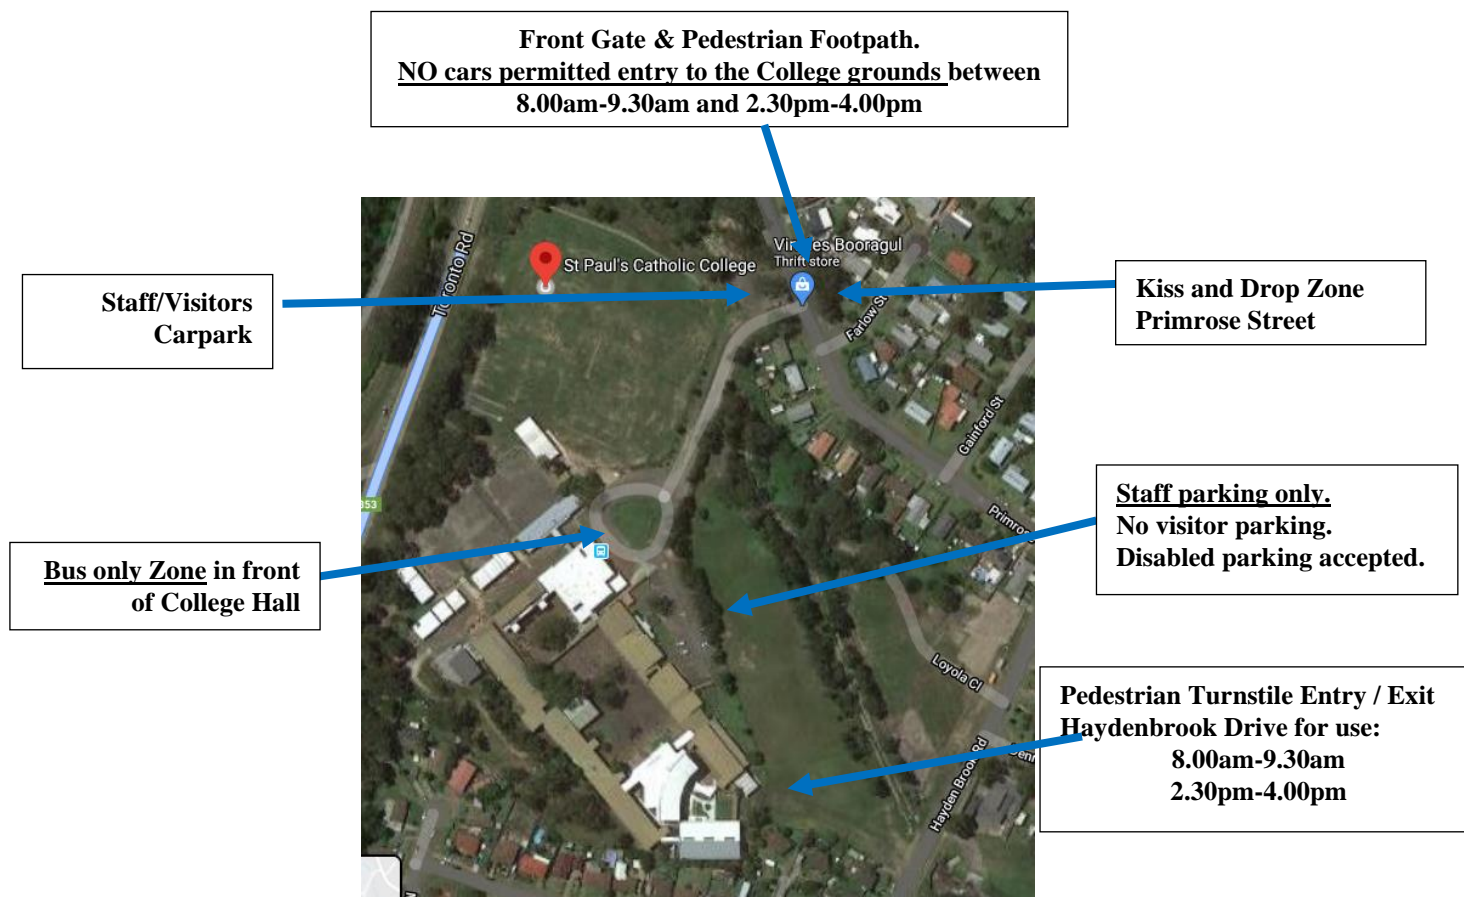 Front Gate & Pedestrian Footpath.
NO cars permitted entry to the College grounds between
8.00am-9.30am and 2.30pm-4.00pm
Staff/Visitors
Carpark
Kiss and Drop Zone
Primrose Street
Staff parking only.
No visitor parking.
Disabled parking accepted.
Bus only Zone in front
of College Hall
Pedestrian Turnstile Entry / Exit
Haydenbrook Drive for use:
8.00am-9.30am
2.30pm-4.00pm
Toronto Rd
St Paul's Catholic College
Booragul
Thrift store
Farlow St
Gainford St
Loyola Cl
Hayden Brook Rd